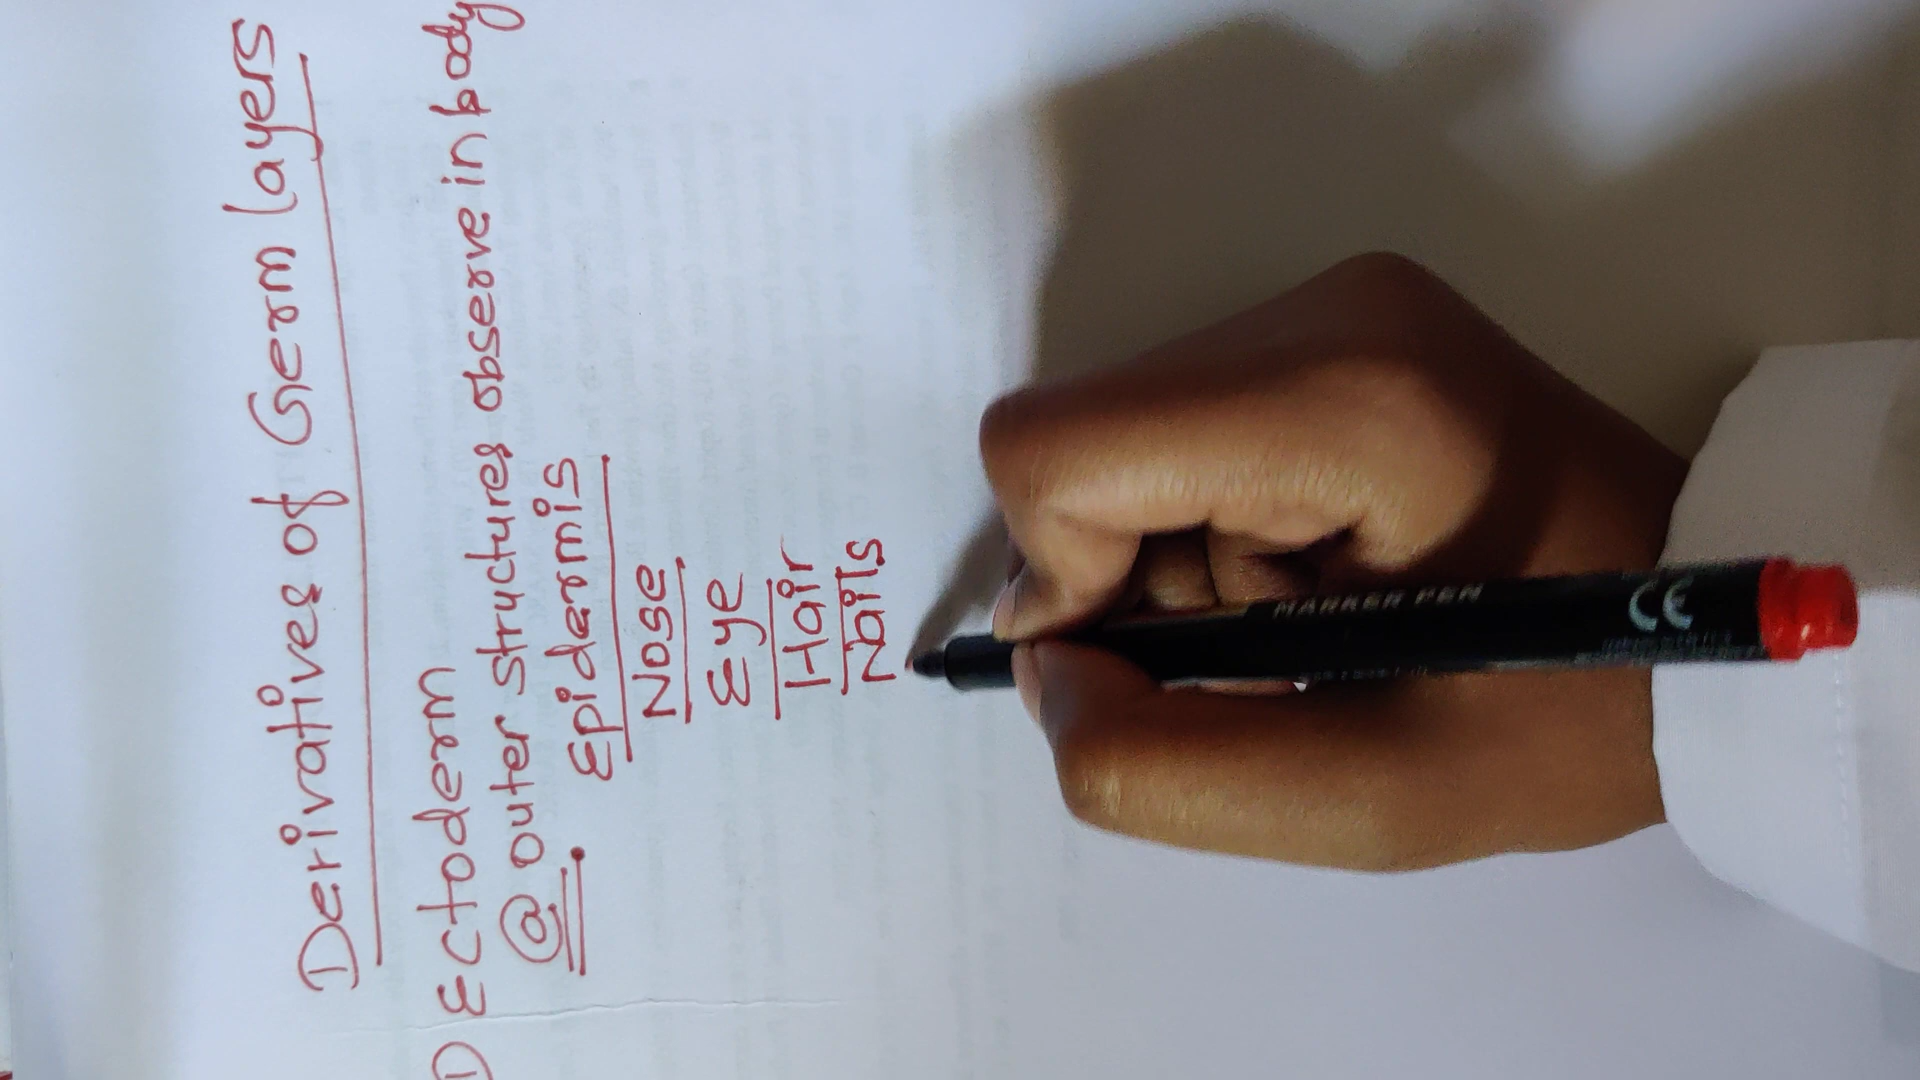 Derivatives of Germ layers
1) Ectoderm
@ outer structures observe in body
Epidermis
Nose
Eye
Hair
Nails
MARKER PEN
CE